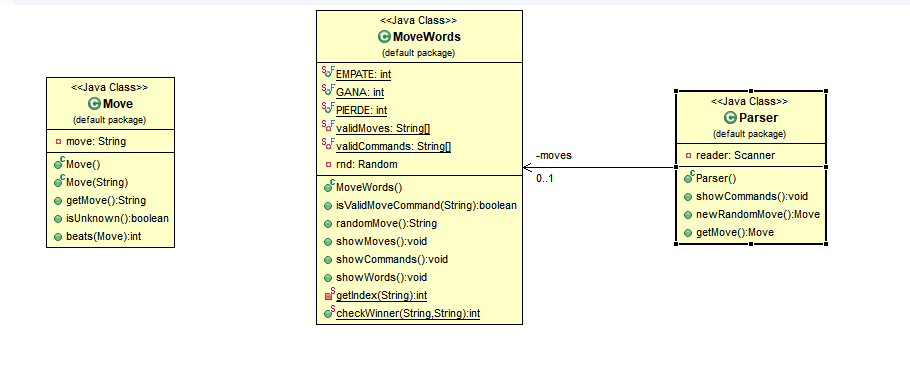 <<Java Class>>
Move
(default package)
move: String
Move()
Move(String)
getMove():String
isUnknown():boolean
beats(Move):int
<<Java Class>>
MoveWords
(default package)
EMPATE: int
GANA: int
PIERDE: int
validMoves: String[]
validCommands: String[]
rnd: Random
MoveWords()
isValidMoveCommand(String):boolean
randomMove():String
showMoves():void
showCommands():void
showWords():void
getIndex(String):int
checkWinner(String,String):int
-moves
0..1
<<Java Class>>
Parser
(default package)
reader: Scanner
Parser()
showCommands():void
newRandomMove():Move
getMove():Move